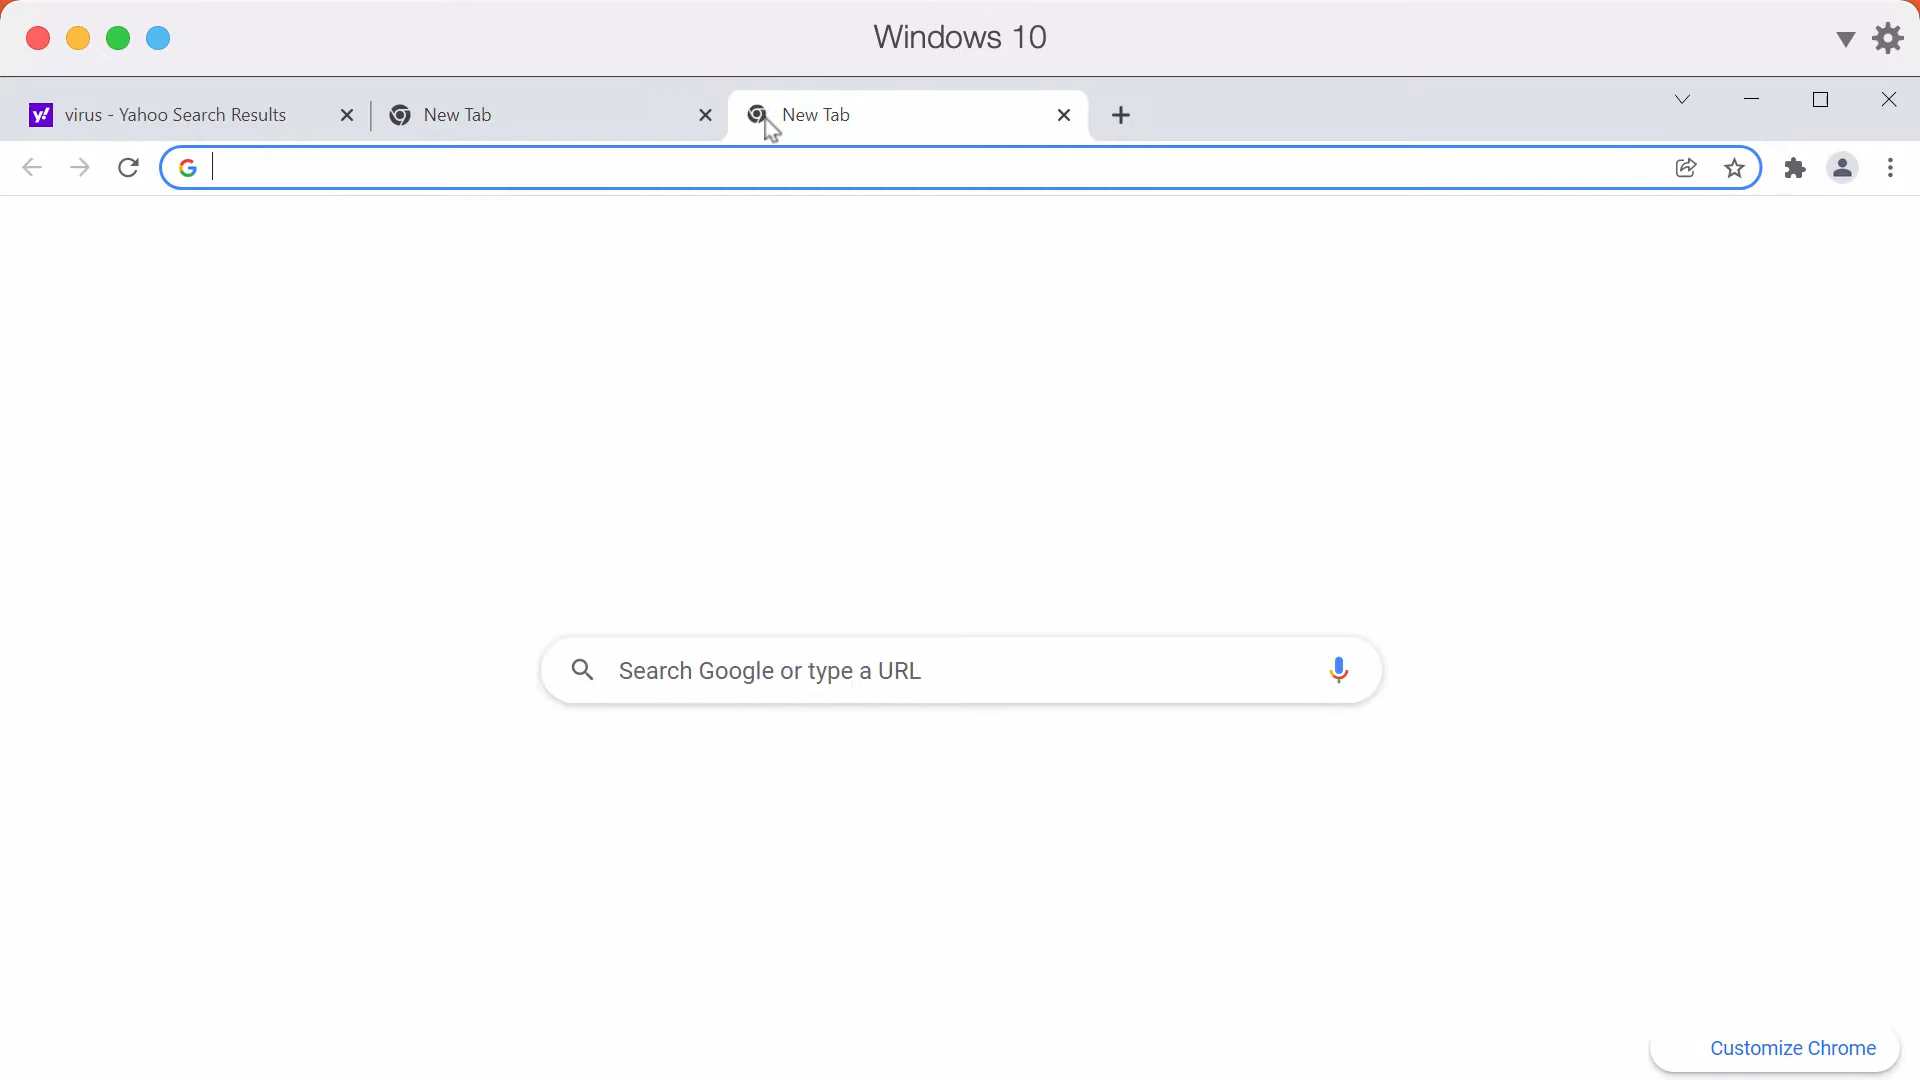 Windows 10
virus - Yahoo Search Results
New Tab
New Tab
Search Google or type a URL
Customize Chrome